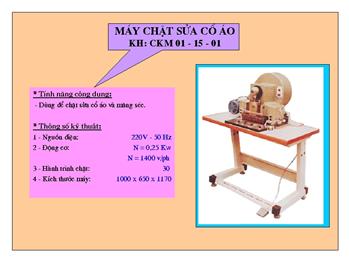 MÁY CHẶT SỬA CỔ ÁO
KH: CKM 01 - 15 - 01
* Tính năng công dụng:
- Dùng để chặt sửa cổ áo và măng séc.
* Thông số kỹ thuật:
1 - Nguồn điện: 220V - 50 Hz
2 - Động cơ: N = 0,25 Kw
N = 1400 v/ph
3 - Hành trình chặt: 30
4 - Kích thước máy: 1000 x 650 x 1170